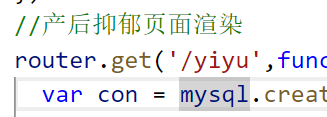 //产后抑郁页面渲染
router.get('/yiyu',func
var con = mysql.creat